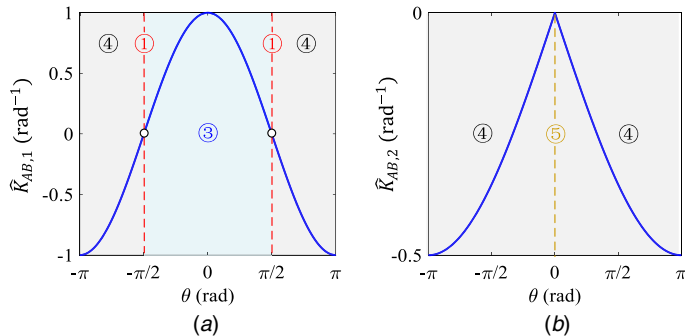 1
0.5
0
-0.5
-1
K̂_{AB,1} (rad⁻¹)
④ ① ① ④
③
-π -π/2 0 π/2 π
θ (rad)
(a)
0
-0.5
K̂_{AB,2} (rad⁻¹)
④ ⑤ ④
-π -π/2 0 π/2 π
θ (rad)
(b)